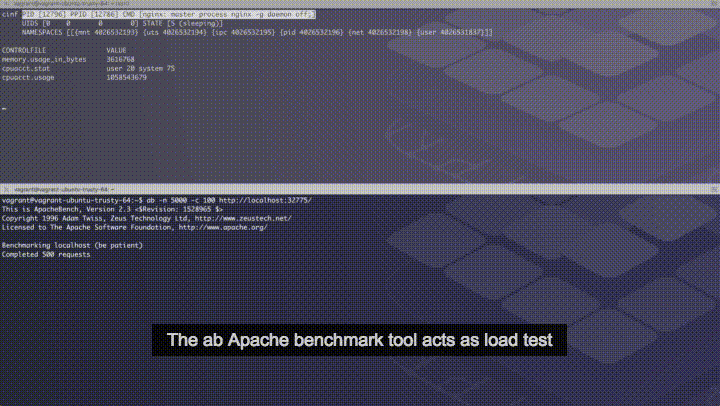 vagrant@vagrant-ubuntu-trusty-64: ~
cinf PID [12796] PPID [12786] CMD [nginx: master process nginx -g daemon off;]
UIDS [0 0 0 0] STATE [S (sleeping)]
NAMESPACES [[{mnt 4026532193} {uts 4026532194} {ipc 4026532195} {pid 4026532196} {net 4026532198} {user 4026531837}]]
CONTROLFILE VALUE
memory.usage_in_bytes 3616768
cpuacct.stat user 20 system 75
cpuacct.usage 1058543679
vagrant@vagrant-ubuntu-trusty-64: ~
vagrant@vagrant-ubuntu-trusty-64:~$ ab -n 5000 -c 100 http://localhost:32775/
This is ApacheBench, Version 2.3 <$Revision: 1528965 $>
Copyright 1996 Adam Twiss, Zeus Technology Ltd, http://www.zeustech.net/
Licensed to The Apache Software Foundation, http://www.apache.org/
Benchmarking localhost (be patient)
Completed 500 requests
The ab Apache benchmark tool acts as load test